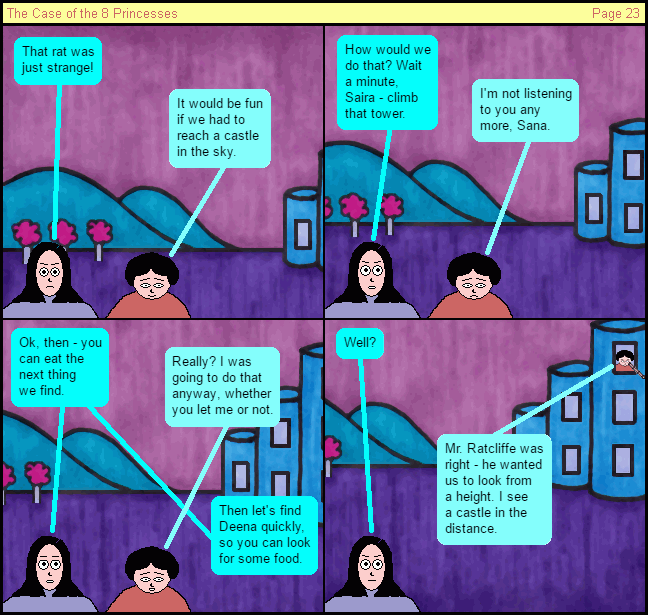 The Case of the 8 Princesses
Page 23
That rat was
just strange!
It would be fun
if we had to
reach a castle
in the sky.
How would we
do that? Wait
a minute,
Saira - climb
that tower.
I'm not listening
to you any
more, Sana.
Ok, then - you
can eat the
next thing
we find.
Really? I was
going to do that
anyway, whether
you let me or not.
Then let's find
Deena quickly,
so you can look
for some food.
Well?
Mr. Ratcliffe was
right - he wanted
us to look from
a height. I see
a castle in the
distance.